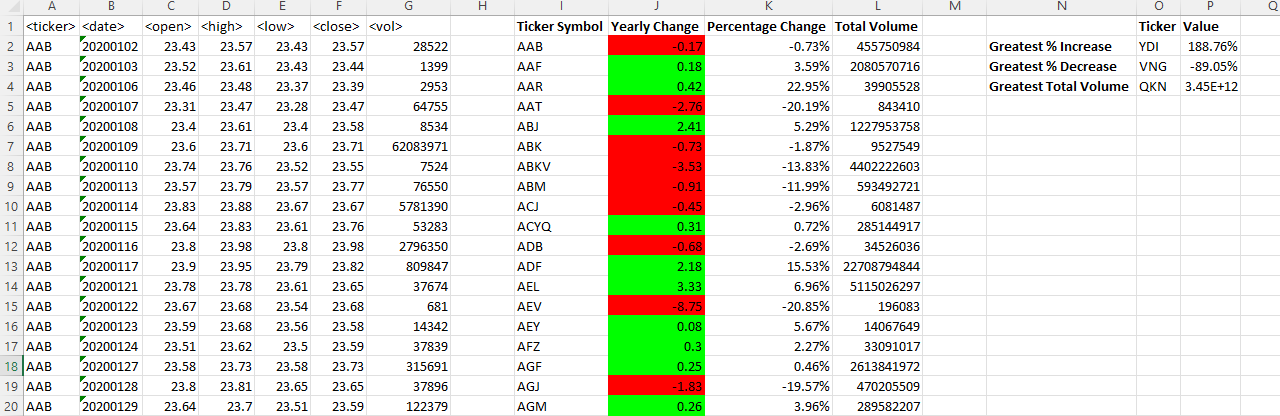 A B C D E F G H I J K L M N O P Q
1 <ticker> <date> <open> <high> <low> <close> <vol> Ticker Symbol Yearly Change Percentage Change Total Volume Ticker Value
2 AAB 20200102 23.43 23.57 23.43 23.57 28522 AAB -0.17 -0.73% 455750984 Greatest % Increase YDI 188.76%
3 AAB 20200103 23.52 23.61 23.43 23.44 1399 AAF 0.18 3.59% 2080570716 Greatest % Decrease VNG -89.05%
4 AAB 20200106 23.46 23.48 23.37 23.39 2953 AAR 0.42 22.95% 39905528 Greatest Total Volume QKN 3.45E+12
5 AAB 20200107 23.31 23.47 23.28 23.47 64755 AAT -2.76 -20.19% 843410
6 AAB 20200108 23.4 23.61 23.4 23.58 8534 ABJ 2.41 5.29% 1227953758
7 AAB 20200109 23.6 23.71 23.6 23.71 62083971 ABK -0.73 -1.87% 9527549
8 AAB 20200110 23.74 23.76 23.52 23.55 7524 ABKV -3.53 -13.83% 4402222603
9 AAB 20200113 23.57 23.79 23.57 23.77 76550 ABM -0.91 -11.99% 593492721
10 AAB 20200114 23.83 23.88 23.67 23.67 5781390 ACJ -0.45 -2.96% 6081487
11 AAB 20200115 23.64 23.83 23.61 23.76 53283 ACYQ 0.31 0.72% 285144917
12 AAB 20200116 23.8 23.98 23.8 23.98 2796350 ADB -0.68 -2.69% 34526036
13 AAB 20200117 23.9 23.95 23.79 23.82 809847 ADF 2.18 15.53% 22708794844
14 AAB 20200121 23.78 23.78 23.61 23.65 37674 AEL 3.33 6.96% 5115026297
15 AAB 20200122 23.67 23.68 23.54 23.68 681 AEV -8.75 -20.85% 196083
16 AAB 20200123 23.59 23.68 23.56 23.58 14342 AEY 0.08 5.67% 14067649
17 AAB 20200124 23.51 23.62 23.5 23.59 37839 AFZ 0.3 2.27% 33091017
18 AAB 20200127 23.58 23.73 23.58 23.73 315691 AGF 0.25 0.46% 2613841972
19 AAB 20200128 23.8 23.81 23.65 23.65 37896 AGJ -1.83 -19.57% 470205509
20 AAB 20200129 23.64 23.7 23.51 23.59 122379 AGM 0.26 3.96% 289582207